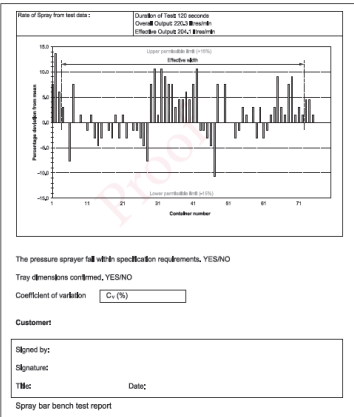 Rate of Spray from test data:
Duration of Test: 120 seconds
Overall Output: 220.3 litres/min
Effective Output: 204.1 litres/min
Upper permissible limit (+15%)
Effective width
Percentage deviation from mean
15.0
10.0
5.0
0.0
-5.0
-10.0
-15.0
Lower permissible limit (-15%)
1 11 21 31 41 51 61 71
Container number
Proof
The pressure sprayer fall within specification requirements. YES/NO
Tray dimensions confirmed. YES/NO
Coefficient of variation Cv (%)
Customer:
Signed by:
Signature:
Title: Date:
Spray bar bench test report